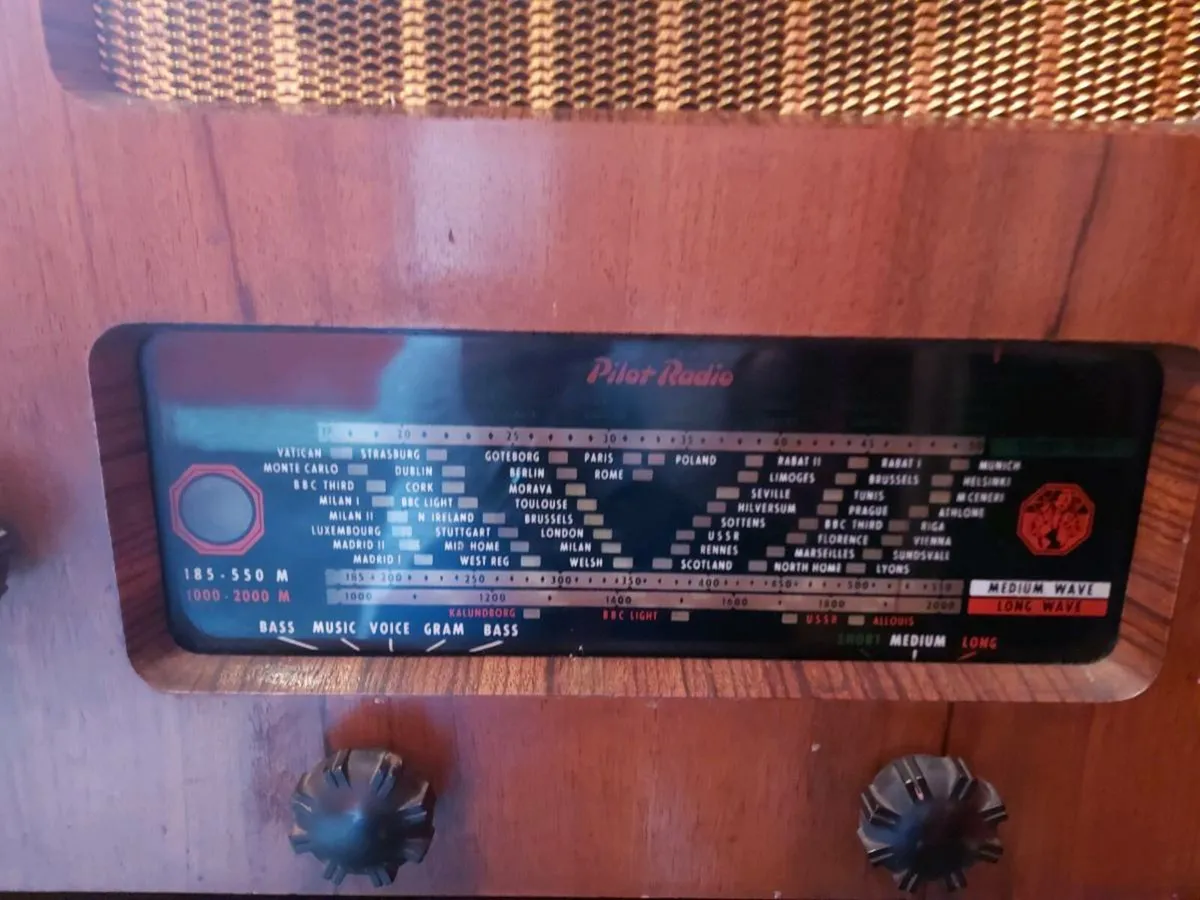 Pilot Radio
17 20 25 30 35 40 45 50
VATICAN STRASBURG GOTEBORG PARIS POLAND RABAT II RABAT I MUNICH
MONTE CARLO DUBLIN BERLIN ROME LIMOGES BRUSSELS HELSINKI
BBC THIRD CORK MORAVA SEVILLE TUNIS MCENERI
MILAN I BBC LIGHT TOULOUSE HILVERSUM PRAGUE ATHLONE
MILAN II N IRELAND BRUSSELS SOTTENS BBC THIRD RIGA
LUXEMBOURG STUTTGART LONDON USSR FLORENCE VIENNA
MADRID II MID HOME MILAN RENNES MARSEILLES SUNDSVALL
MADRID I WEST REG WELSH SCOTLAND NORTH HOME LYONS
185-550 M 185 200 250 300 350 400 450 500 550 MEDIUM WAVE
1000-2000 M 1000 1200 1400 1600 1800 2000 LONG WAVE
KALUNDBORG BBC LIGHT USSR ALLOUIS
BASS MUSIC VOICE GRAM BASS SHORT MEDIUM LONG